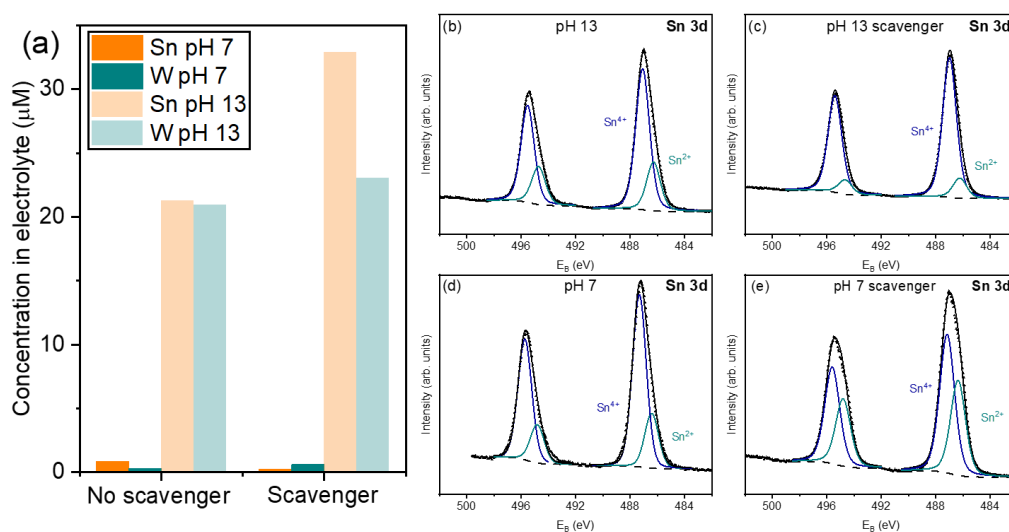 (a)
Sn pH 7
W pH 7
Sn pH 13
W pH 13
Concentration in electrolyte (μM)
30
20
10
0
No scavenger
Scavenger
(b)
pH 13
Sn 3d
Intensity (arb. units)
Sn⁴⁺
Sn²⁺
500
496
492
488
484
E_B (eV)
(c)
pH 13 scavenger
Sn 3d
Intensity (arb. units)
Sn⁴⁺
Sn²⁺
500
496
492
488
484
E_B (eV)
(d)
pH 7
Sn 3d
Intensity (arb. units)
Sn⁴⁺
Sn²⁺
500
496
492
488
484
E_B (eV)
(e)
pH 7 scavenger
Sn 3d
Intensity (arb. units)
Sn⁴⁺
Sn²⁺
500
496
492
488
484
E_B (eV)